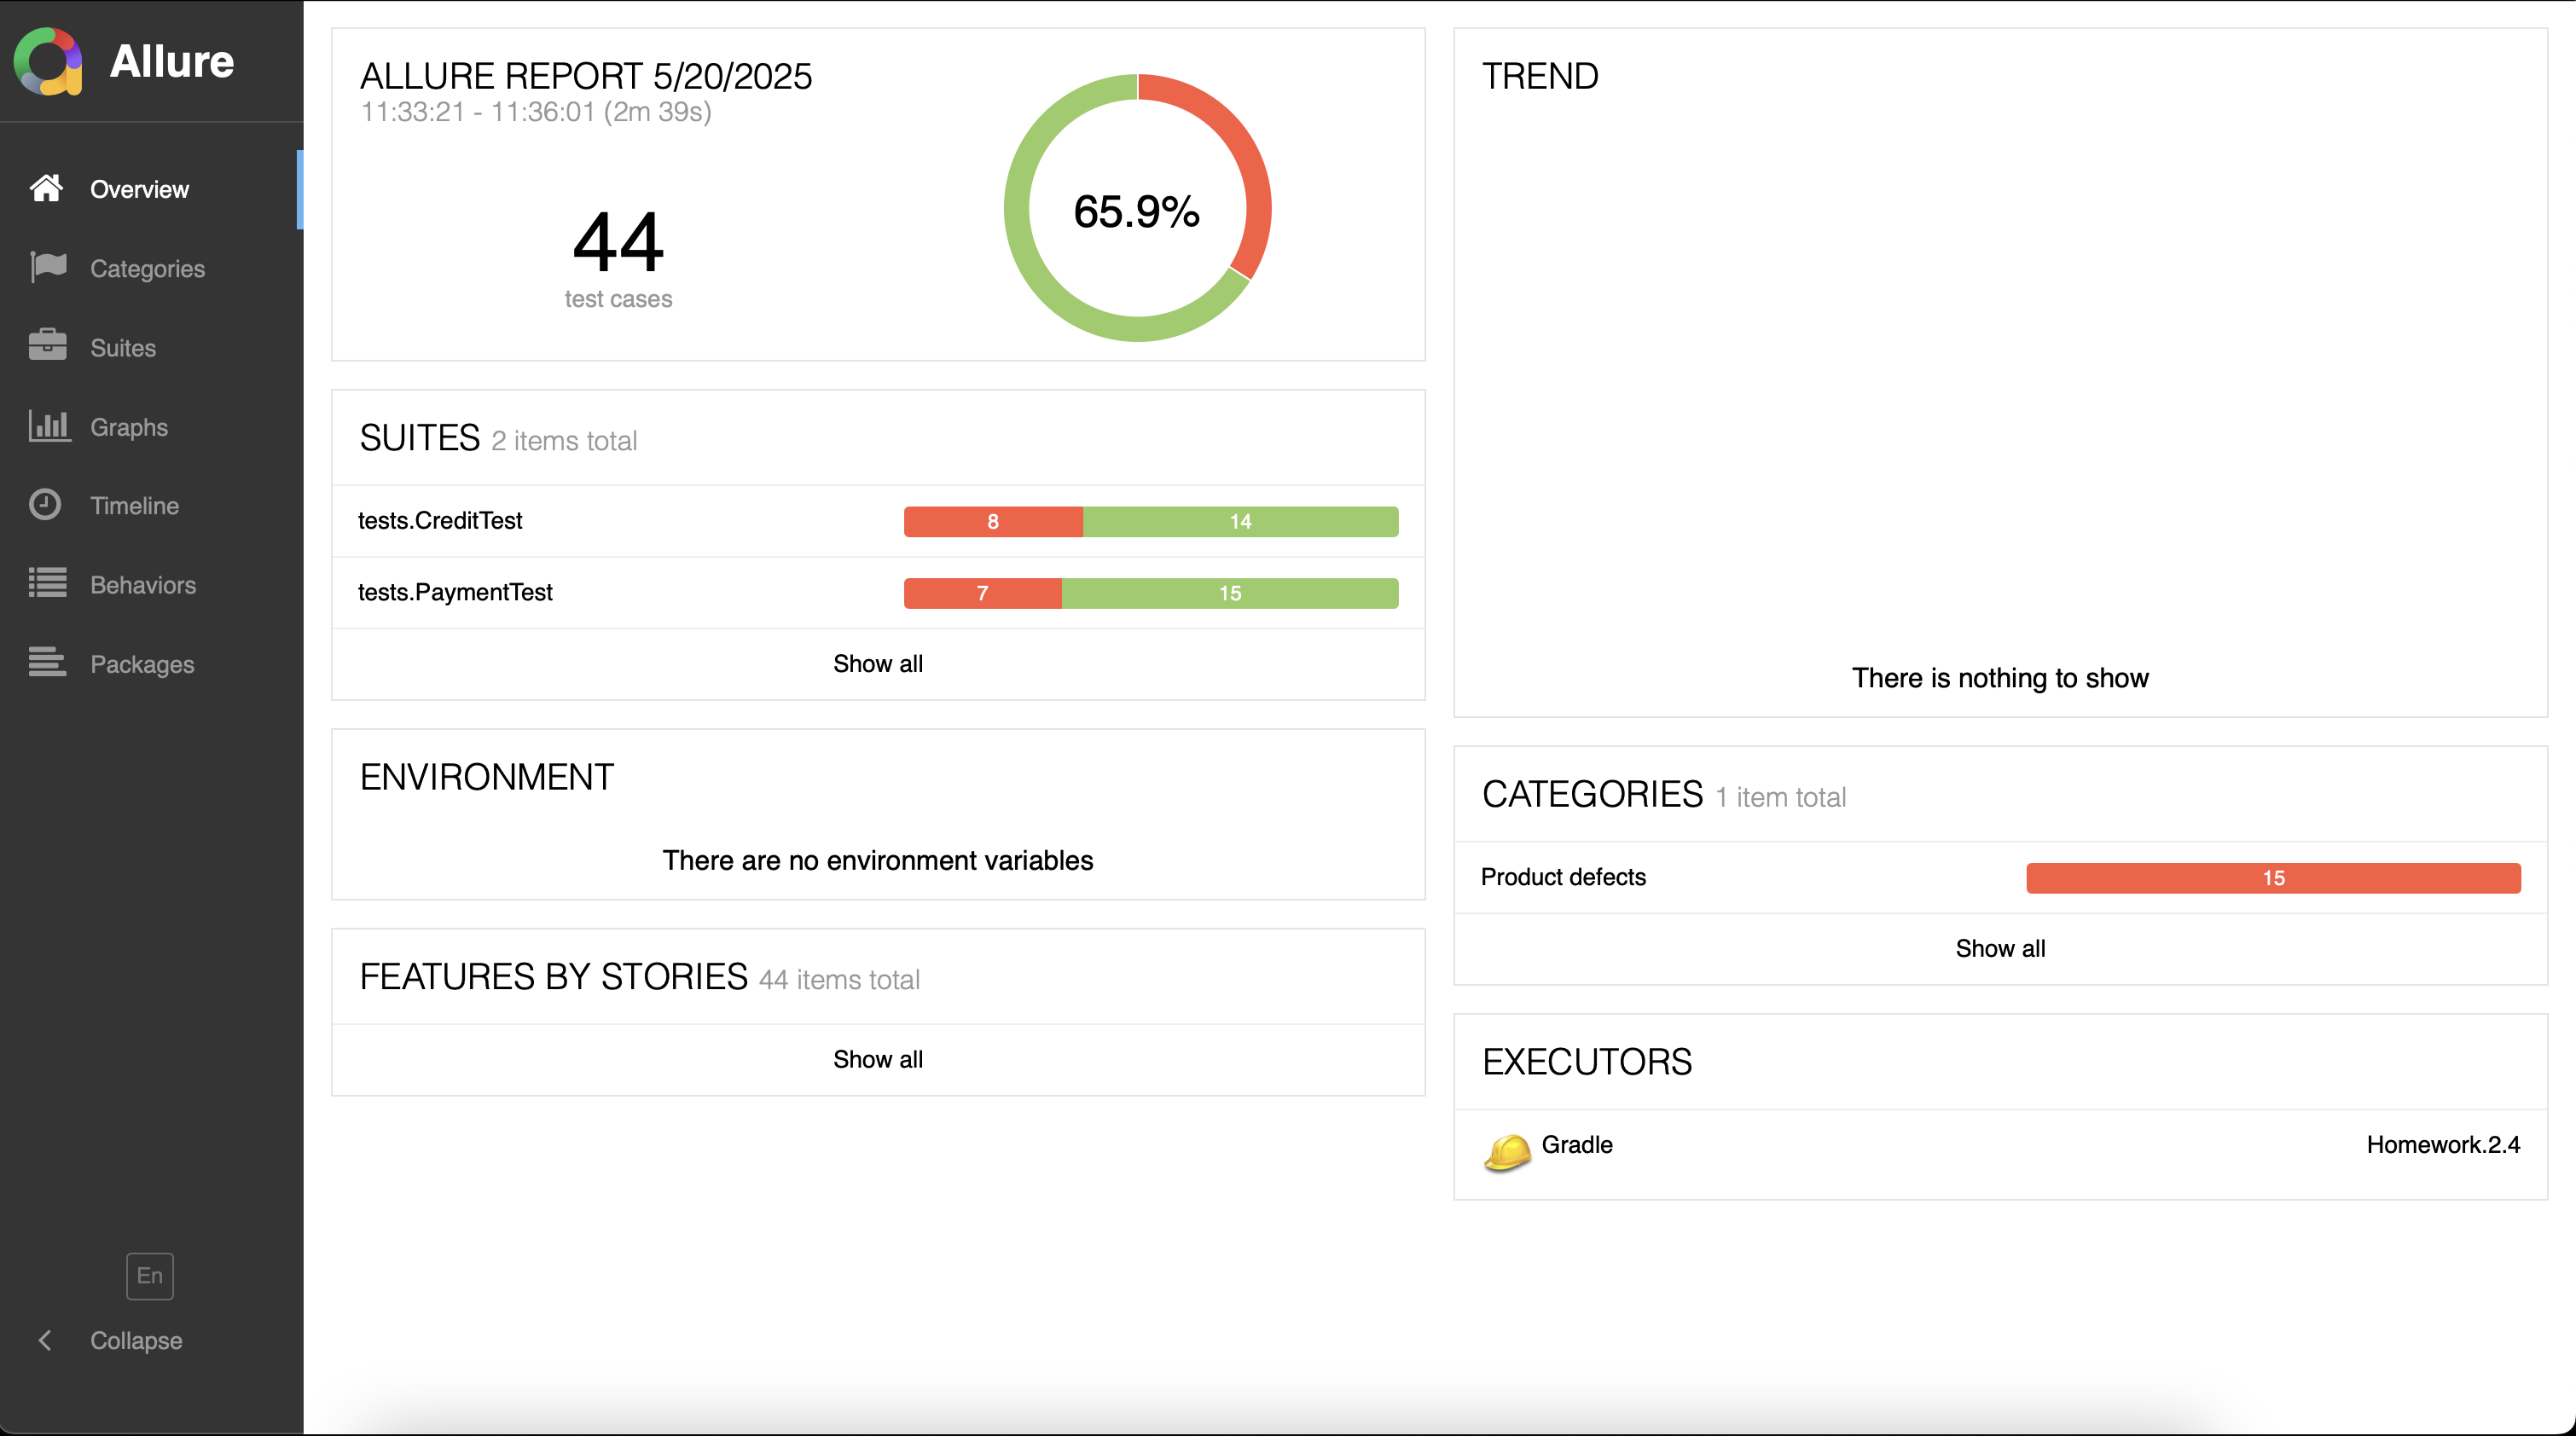 Allure
Overview
Categories
Suites
Graphs
Timeline
Behaviors
Packages
En
Collapse
ALLURE REPORT 5/20/2025
11:33:21 - 11:36:01 (2m 39s)
44
test cases
65.9%
SUITES 2 items total
tests.CreditTest 8 14
tests.PaymentTest 7 15
Show all
ENVIRONMENT
There are no environment variables
FEATURES BY STORIES 44 items total
Show all
TREND
There is nothing to show
CATEGORIES 1 item total
Product defects 15
Show all
EXECUTORS
Gradle Homework.2.4